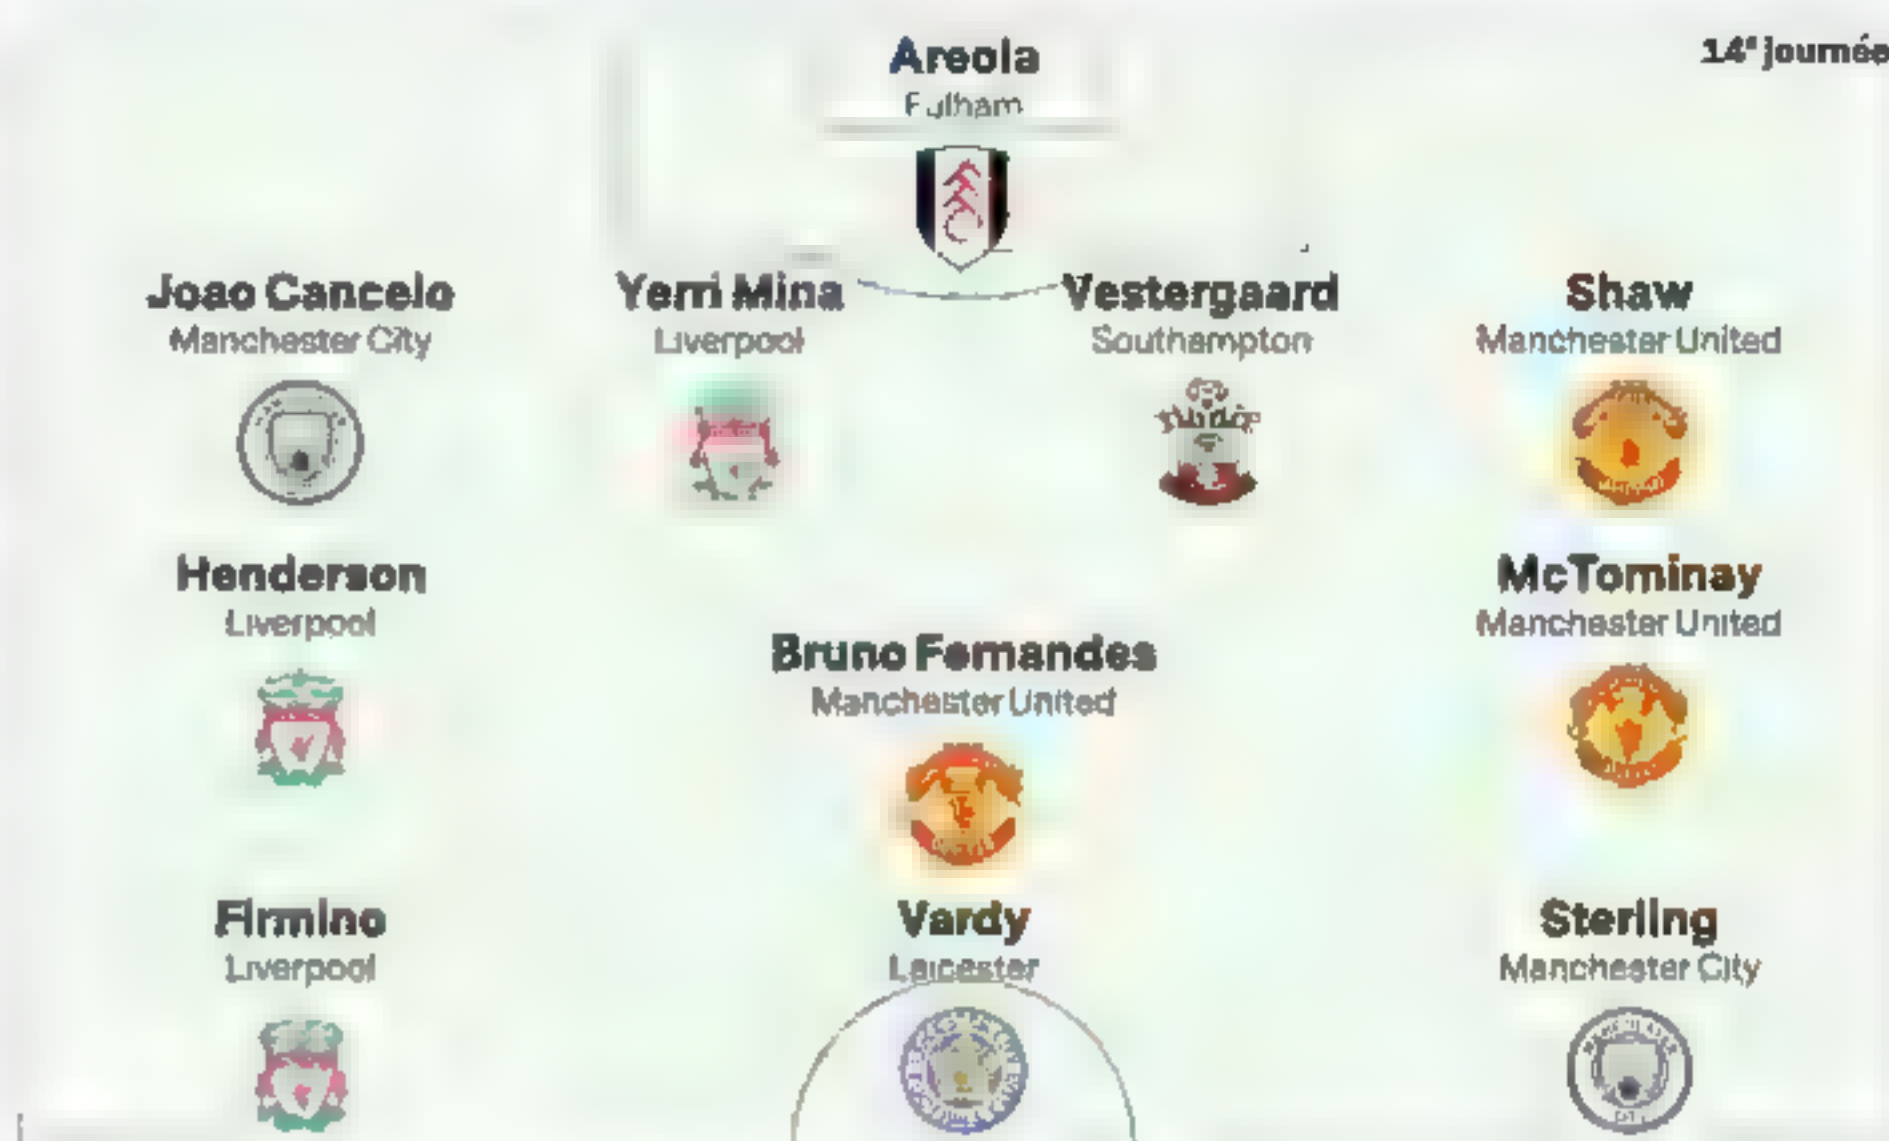 Areola
Fulham
14e journée
Joao Cancelo
Manchester City
Yerri Mina
Liverpool
Vestergaard
Southampton
Shaw
Manchester United
Henderson
Liverpool
McTominay
Manchester United
Bruno Fernandes
Manchester United
Firmino
Liverpool
Vardy
Leicester
Sterling
Manchester City